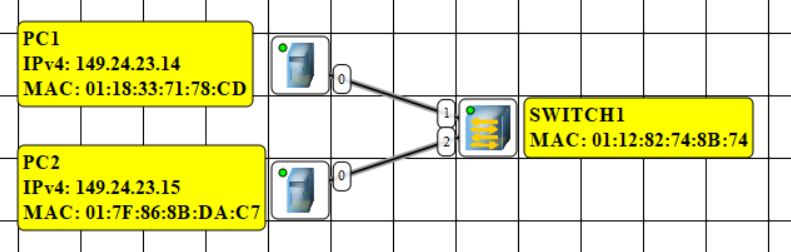 PC1
IPv4: 149.24.23.14
MAC: 01:18:33:71:78:CD
0
1
SWITCH1
MAC: 01:12:82:74:8B:74
2
PC2
IPv4: 149.24.23.15
MAC: 01:7F:86:8B:DA:C7
0